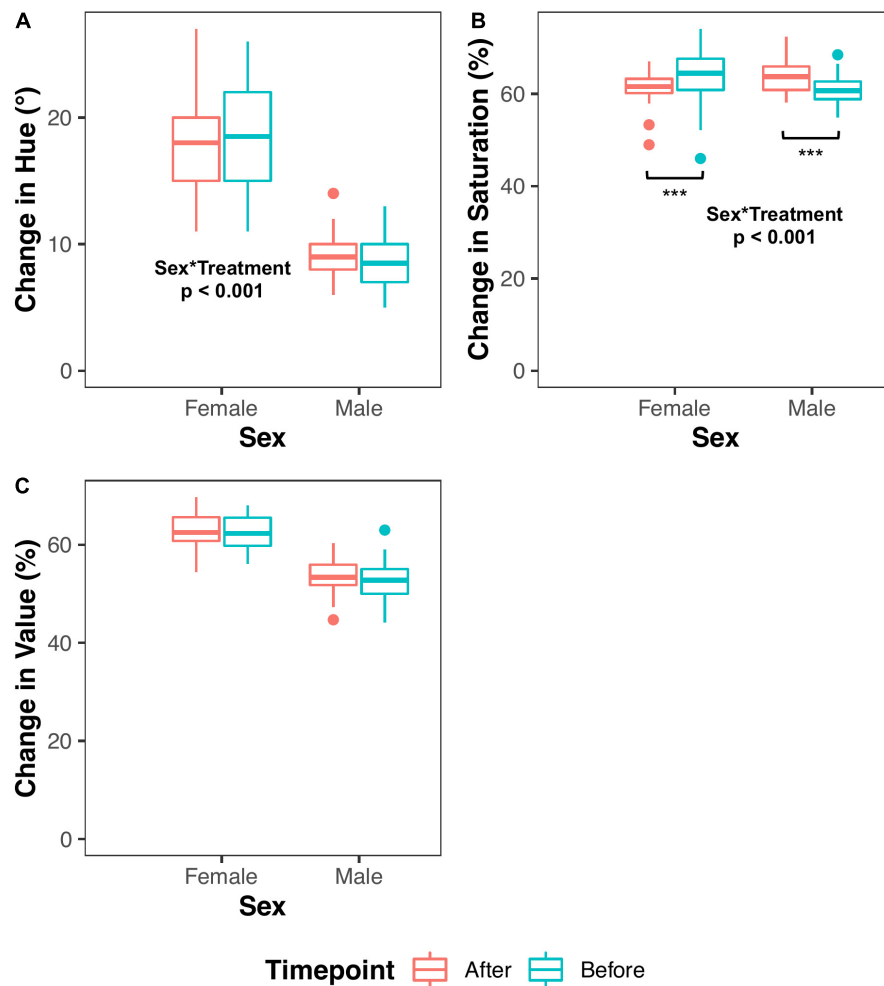 A
Change in Hue (°)
20
10
0
Sex*Treatment
p < 0.001
Female
Male
Sex
B
Change in Saturation (%)
60
40
20
0
***
***
Sex*Treatment
p < 0.001
Female
Male
Sex
C
Change in Value (%)
60
40
20
0
Female
Male
Sex
Timepoint After Before